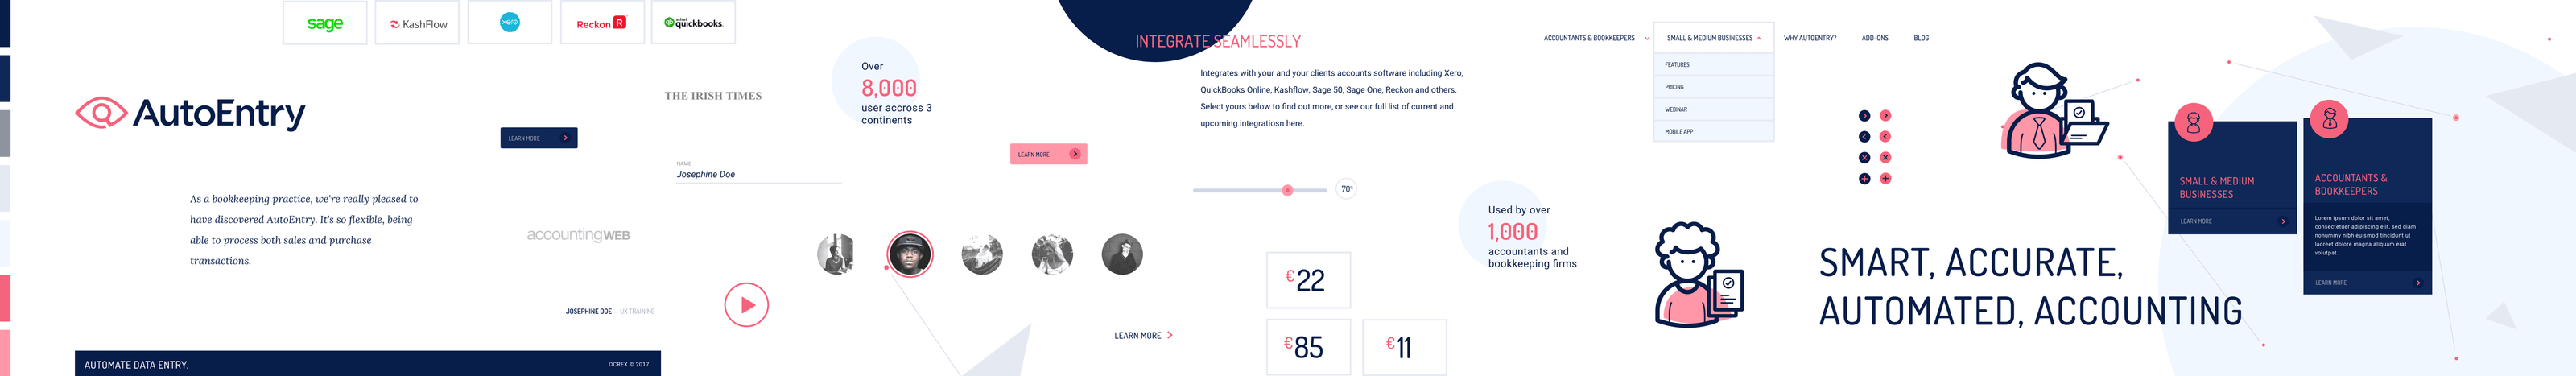 sage
KashFlow
xero
Reckon R
intuit quickbooks.
AutoEntry
LEARN MORE
As a bookkeeping practice, we're really pleased to
have discovered AutoEntry. It's so flexible, being
able to process both sales and purchase
transactions.
accountingWEB
JOSEPHINE DOE — UX TRAINING
AUTOMATE DATA ENTRY.
OCREX © 2017
THE IRISH TIMES
NAME
Josephine Doe
Over
8,000
user accross 3
continents
LEARN MORE
LEARN MORE
INTEGRATE SEAMLESSLY
Integrates with your and your clients accounts software including Xero,
QuickBooks Online, Kashflow, Sage 50, Sage One, Reckon and others.
Select yours below to find out more, or see our full list of current and
upcoming integratiosn here.
70%
€22
€85
€11
Used by over
1,000
accountants and
bookkeeping firms
ACCOUNTANTS & BOOKKEEPERS
SMALL & MEDIUM BUSINESSES
WHY AUTOENTRY?
ADD-ONS
BLOG
FEATURES
PRICING
WEBINAR
MOBILE APP
SMART, ACCURATE,
AUTOMATED, ACCOUNTING
SMALL & MEDIUM
BUSINESSES
LEARN MORE
ACCOUNTANTS &
BOOKKEEPERS
Lorem ipsum dolor sit amet,
consectetuer adipiscing elit, sed diam
nonummy nibh euismod tincidunt ut
laoreet dolore magna aliquam erat
volutpat.
LEARN MORE